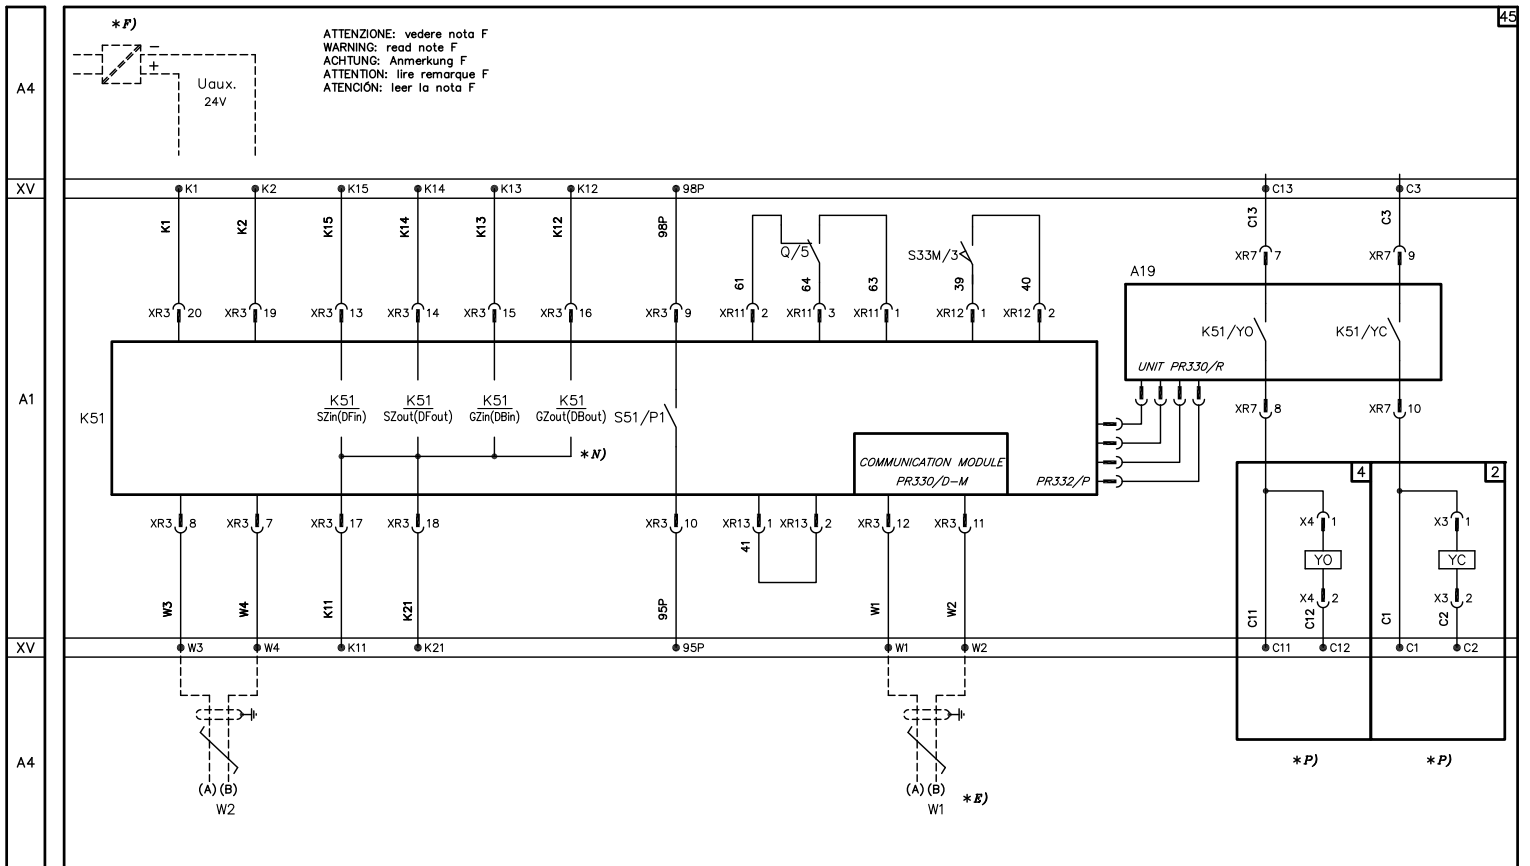 45
*F)
ATTENZIONE: vedere nota F
WARNING: read note F
ACHTUNG: Anmerkung F
ATTENTION: lire remarque F
ATENCIÓN: leer la nota F
−
+
Uaux.
24V
A4
XV
K1
K2
K15
K14
K13
K12
98P
C13
C3
K1
K2
K15
K14
K13
K12
98P
C13
C3
Q/5
S33M/3
61
64
63
39
40
XR7 7
XR7 9
A19
XR3 20
XR3 19
XR3 13
XR3 14
XR3 15
XR3 16
XR3 9
XR11 2
XR11 3
XR11 1
XR12 1
XR12 2
K51/YO
K51/YC
UNIT PR330/R
A1
K51
K51
SZin(DFin)
K51
SZout(DFout)
K51
GZin(DBin)
K51
GZout(DBout)
S51/P1
*N)
COMMUNICATION MODULE
PR330/D-M
PR332/P
XR7 8
XR7 10
4
2
XR3 8
XR3 7
XR3 17
XR3 18
XR3 10
XR13 1
XR13 2
XR3 12
XR3 11
X4 1
X3 1
41
YO
YC
X4 2
X3 2
W3
W4
K11
K21
95P
W1
W2
C11
C12
C1
C2
XV
W3
W4
K11
K21
95P
W1
W2
C11
C12
C1
C2
A4
(A) (B)
W2
(A) (B)
W1
*E)
*P)
*P)